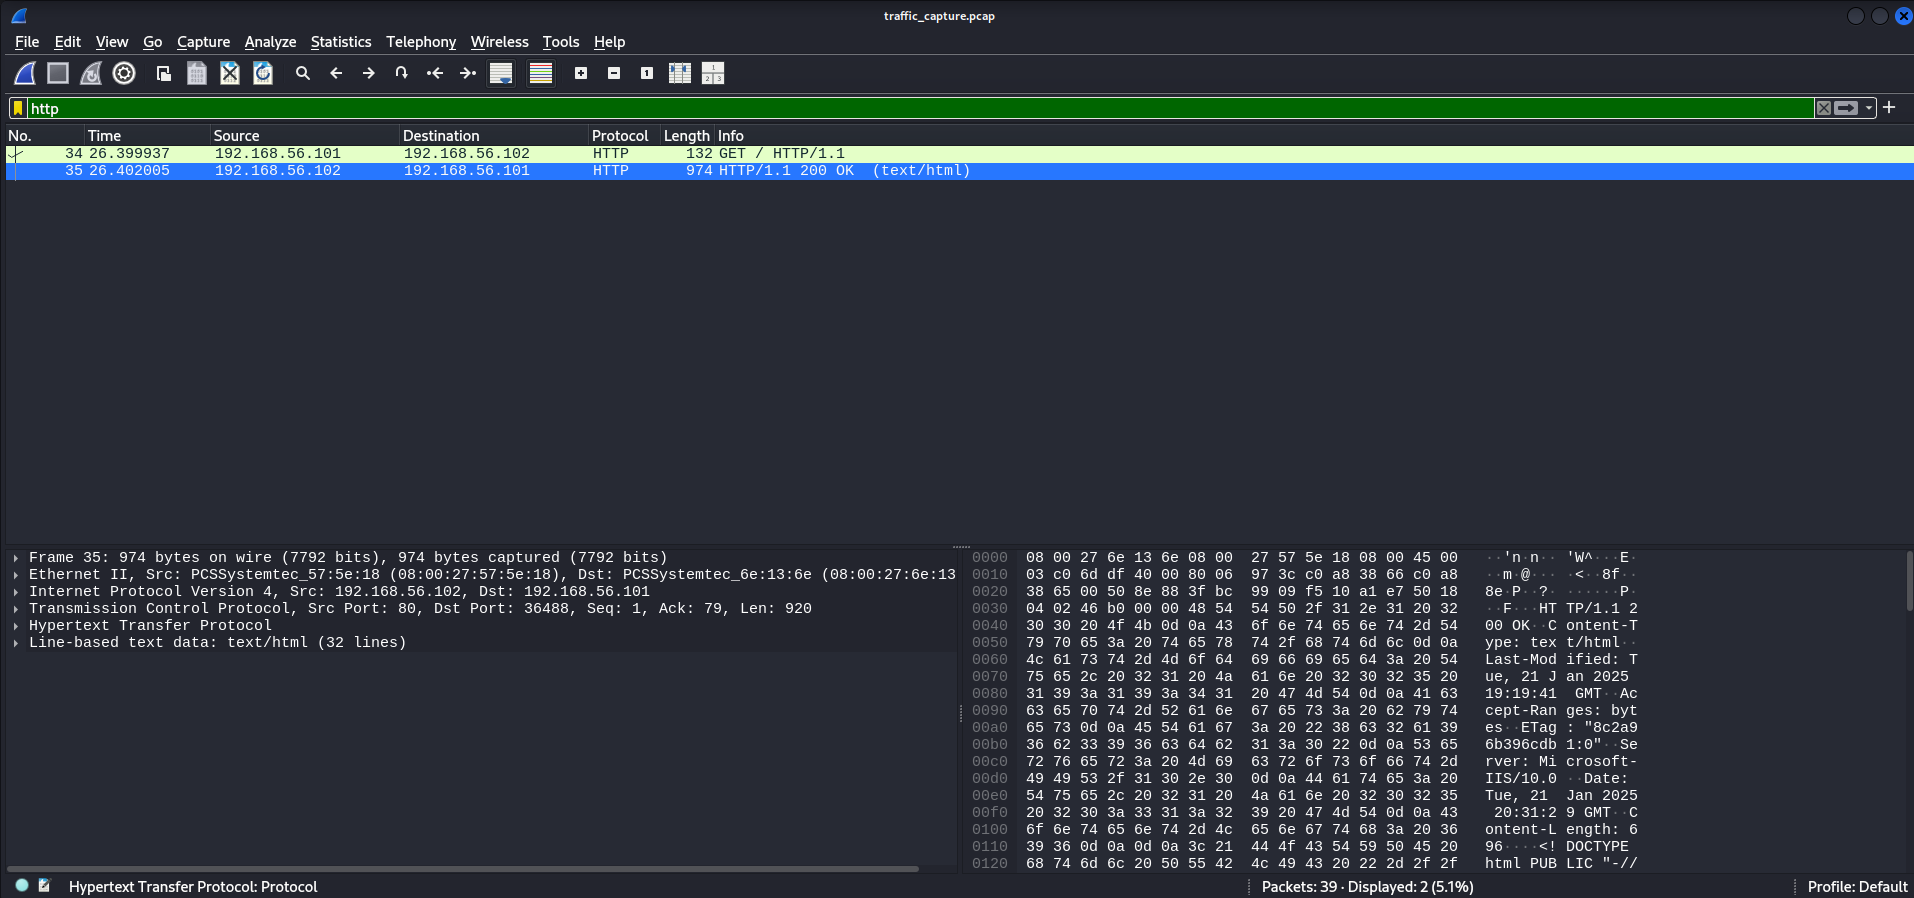 traffic_capture.pcap
File Edit View Go Capture Analyze Statistics Telephony Wireless Tools Help
http
No. Time Source Destination Protocol Length Info
34 26.399937 192.168.56.101 192.168.56.102 HTTP 132 GET / HTTP/1.1
35 26.402005 192.168.56.102 192.168.56.101 HTTP 974 HTTP/1.1 200 OK (text/html)
Frame 35: 974 bytes on wire (7792 bits), 974 bytes captured (7792 bits)
Ethernet II, Src: PCSSystemtec_57:5e:18 (08:00:27:57:5e:18), Dst: PCSSystemtec_6e:13:6e (08:00:27:6e:13
Internet Protocol Version 4, Src: 192.168.56.102, Dst: 192.168.56.101
Transmission Control Protocol, Src Port: 80, Dst Port: 36488, Seq: 1, Ack: 79, Len: 920
Hypertext Transfer Protocol
Line-based text data: text/html (32 lines)
0000 08 00 27 6e 13 6e 08 00 27 57 5e 18 08 00 45 00 ··'n·n·· 'W^···E·
0010 03 c0 6d df 40 00 80 06 97 3c c0 a8 38 66 c0 a8 ··m·@··· ·<··8f··
0020 38 65 00 50 8e 88 3f bc 99 09 f5 10 a1 e7 50 18 8e·P··?· ······P·
0030 04 02 46 b0 00 00 48 54 54 50 2f 31 2e 31 20 32 ··F···HT TP/1.1 2
0040 30 30 20 4f 4b 0d 0a 43 6f 6e 74 65 6e 74 2d 54 00 OK··C ontent-T
0050 79 70 65 3a 20 74 65 78 74 2f 68 74 6d 6c 0d 0a ype: tex t/html··
0060 4c 61 73 74 2d 4d 6f 64 69 66 69 65 64 3a 20 54 Last-Mod ified: T
0070 75 65 2c 20 32 31 20 4a 61 6e 20 32 30 32 35 20 ue, 21 J an 2025
0080 31 39 3a 31 39 3a 34 31 20 47 4d 54 0d 0a 41 63 19:19:41 GMT··Ac
0090 63 65 70 74 2d 52 61 6e 67 65 73 3a 20 62 79 74 cept-Ran ges: byt
00a0 65 73 0d 0a 45 54 61 67 3a 20 22 38 63 32 61 39 es··ETag : "8c2a9
00b0 36 62 33 39 36 63 64 62 31 3a 30 22 0d 0a 53 65 6b396cdb 1:0"··Se
00c0 72 76 65 72 3a 20 4d 69 63 72 6f 73 6f 66 74 2d rver: Mi crosoft-
00d0 49 49 53 2f 31 30 2e 30 0d 0a 44 61 74 65 3a 20 IIS/10.0 ··Date:
00e0 54 75 65 2c 20 32 31 20 4a 61 6e 20 32 30 32 35 Tue, 21 Jan 2025
00f0 20 32 30 3a 33 31 3a 32 39 20 47 4d 54 0d 0a 43 20:31:2 9 GMT··C
0100 6f 6e 74 65 6e 74 2d 4c 65 6e 67 74 68 3a 20 36 ontent-L ength: 6
0110 39 36 0d 0a 0d 0a 3c 21 44 4f 43 54 59 50 45 20 96····<! DOCTYPE
0120 68 74 6d 6c 20 50 55 42 4c 49 43 20 22 2d 2f 2f html PUB LIC "-//
Hypertext Transfer Protocol: Protocol
Packets: 39 · Displayed: 2 (5.1%)
Profile: Default